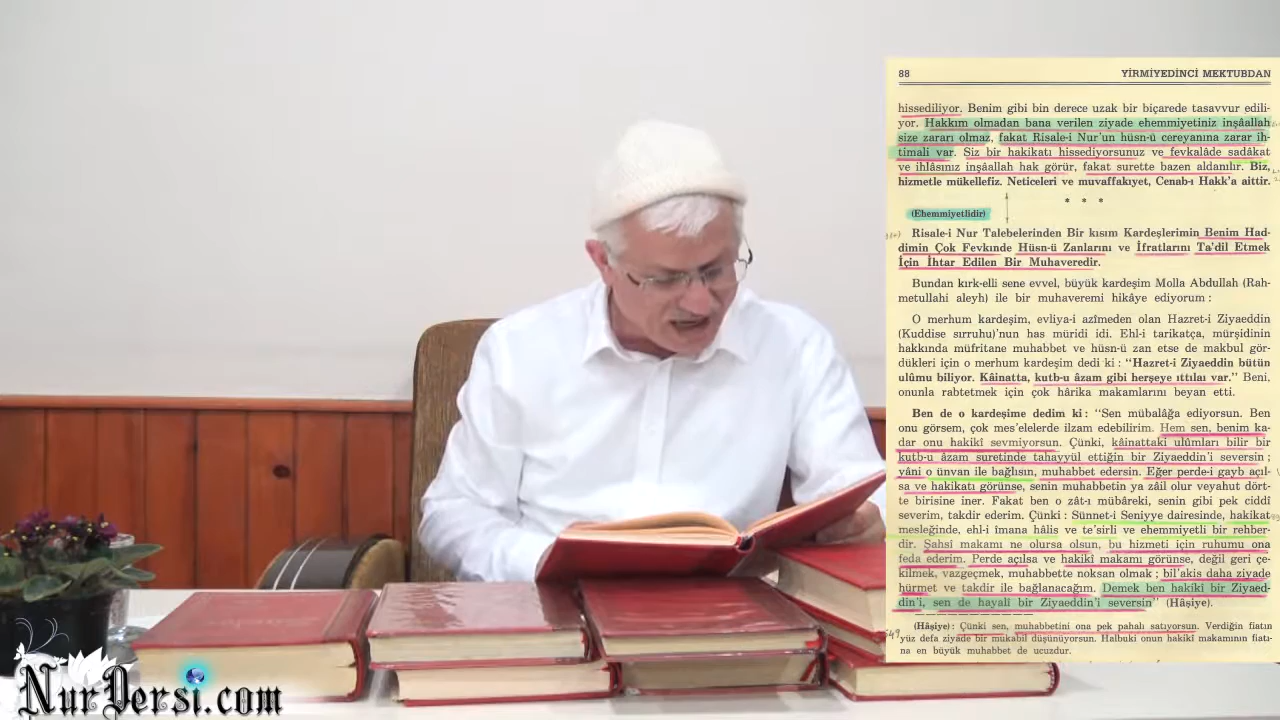 88 YİRMİYEDİNCİ MEKTUBDAN
hissediliyor. Benim gibi bin derece uzak bir biçarede tasavvur edili-
yor. Hakkım olmadan bana verilen ziyade ehemmiyetiniz inşâallah
size zararı olmaz, fakat Risale-i Nur'un hüsn-ü cereyanına zarar ih-
timali var. Siz bir hakikatı hissediyorsunuz ve fevkalâde sadâkat
ve ihlâsınız inşâallah hak görür, fakat surette bazen aldanılır. Biz,
hizmetle mükellefiz. Neticeleri ve muvaffakıyet, Cenab-ı Hakk'a aittir.
* * *
(Ehemmiyetlidir)
Risale-i Nur Talebelerinden Bir kısım Kardeşlerimin Benim Had-
dimin Çok Fevkınde Hüsn-ü Zanlarını ve İfratlarını Ta'dil Etmek
İçin İhtar Edilen Bir Muhaveredir.
Bundan kırk-elli sene evvel, büyük kardeşim Molla Abdullah (Rah-
metullahi aleyh) ile bir muhaveremi hikâye ediyorum :
O merhum kardeşim, evliya-i azîmeden olan Hazret-i Ziyaeddin
(Kuddise sırruhu)'nun has müridi idi. Ehl-i tarikatça, mürşidinin
hakkında müfritane muhabbet ve hüsn-ü zan etse de makbul gör-
dükleri için o merhum kardeşim dedi ki : "Hazret-i Ziyaeddin bütün
ulûmu biliyor. Kâinatta, kutb-u âzam gibi herşeye ıttılaı var." Beni,
onunla rabtetmek için çok hârika makamlarını beyan etti.
Ben de o kardeşime dedim ki : "Sen mübalâğa ediyorsun. Ben
onu görsem, çok mes'elelerde ilzam edebilirim. Hem sen, benim ka-
dar onu hakikî sevmiyorsun. Çünki, kâinattaki ulûmları bilir bir
kutb-u âzam suretinde tahayyül ettiğin bir Ziyaeddin'i seversin ;
yâni o ünvan ile bağlısın, muhabbet edersin. Eğer perde-i gayb açıl-
sa ve hakikatı görünse, senin muhabbetin ya zâil olur veyahut dört-
te birisine iner. Fakat ben o zât-ı mübâreki, senin gibi pek ciddî
severim, takdir ederim. Çünki : Sünnet-i Seniyye dairesinde, hakikat
mesleğinde, ehl-i îmana hâlis ve te'sirli ve ehemmiyetli bir rehber-
dir. Şahsî makamı ne olursa olsun, bu hizmeti için ruhumu ona
feda ederim. Perde açılsa ve hakikî makamı görünse, değil geri çe-
kilmek, vazgeçmek, muhabbette noksan olmak ; bil'akis daha ziyade
hürmet ve takdir ile bağlanacağım. Demek ben hakîkî bir Ziyaed-
din'i, sen de hayalî bir Ziyaeddin'i seversin" (Hâşiye).
(Hâşiye) : Çünki sen, muhabbetini ona pek pahalı satıyorsun. Verdiğin fiatın
yüz defa ziyade bir mukabil düşünüyorsun. Halbuki onun hakikî makamının fiatı-
na en büyük muhabbet de ucuzdur.
NurDersi.com